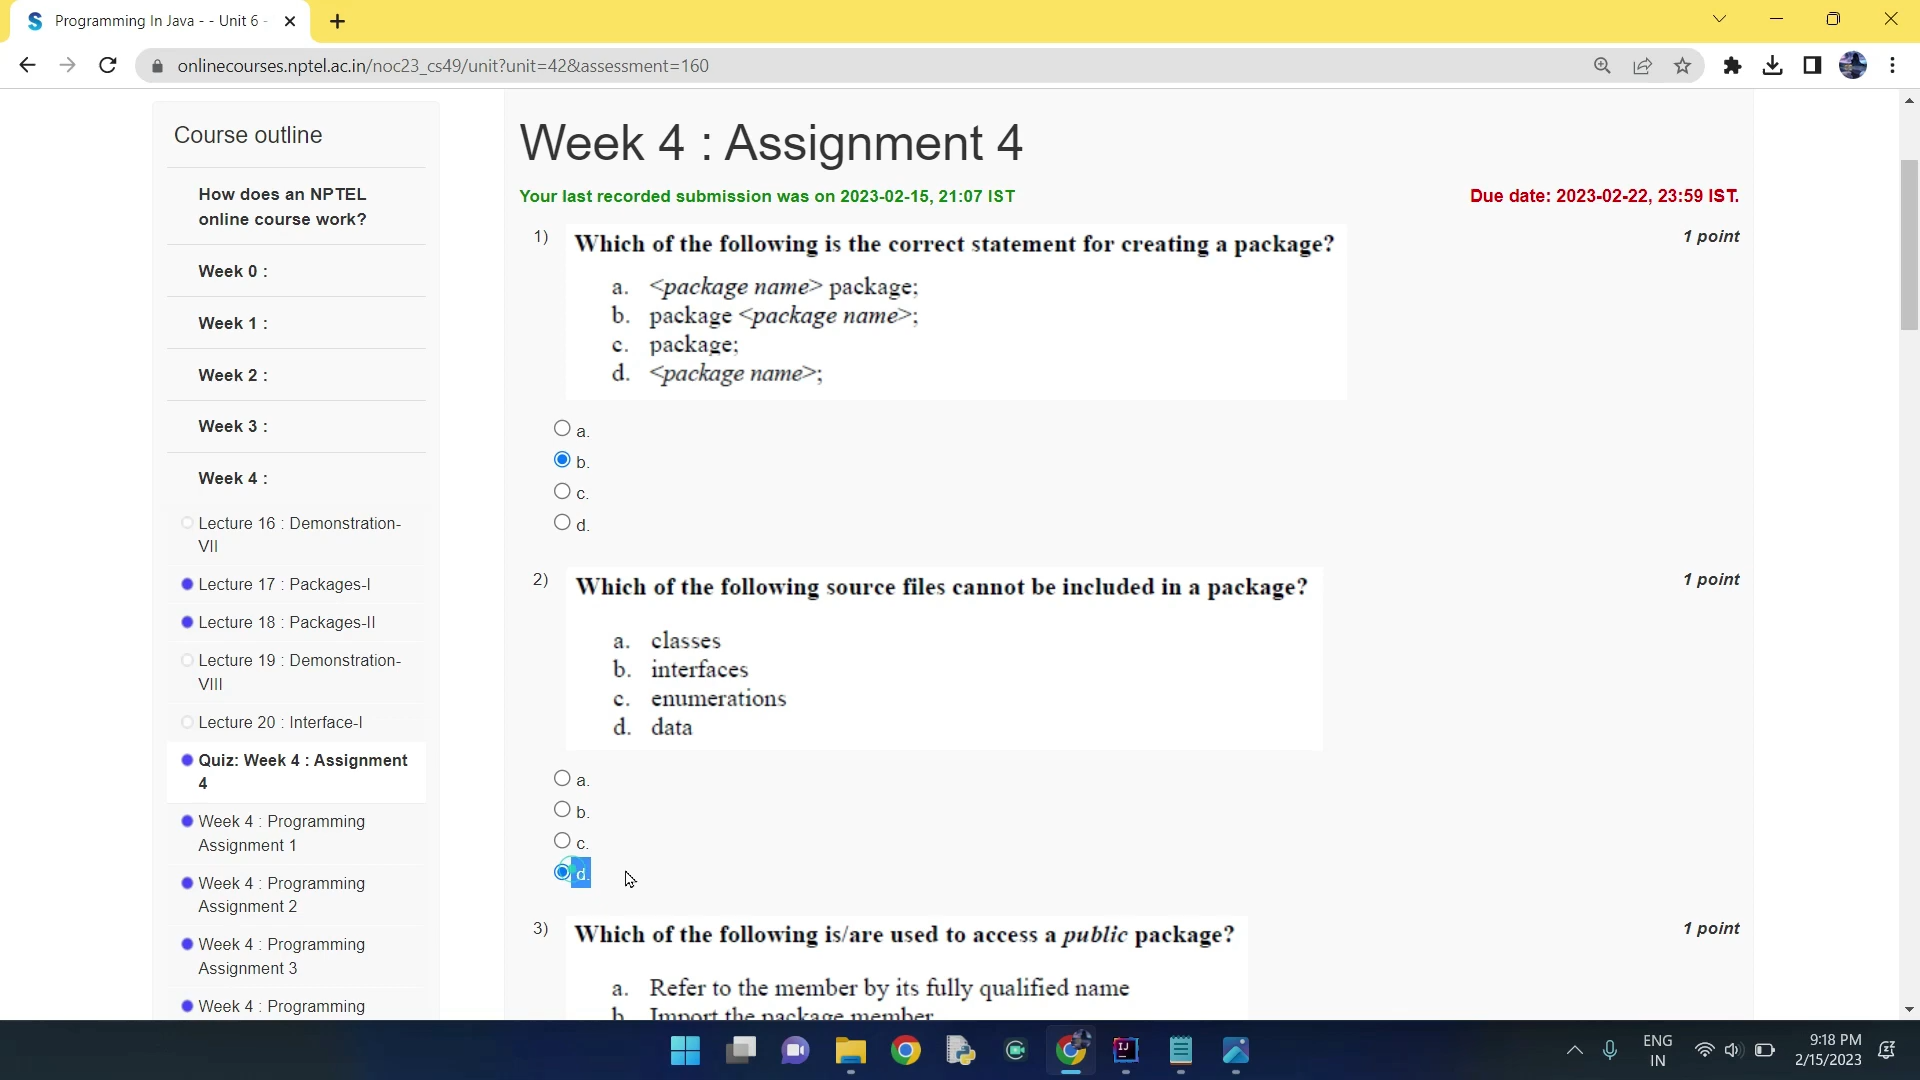 Programming In Java - - Unit 6 -
onlinecourses.nptel.ac.in/noc23_cs49/unit?unit=42&assessment=160
Course outline
How does an NPTEL
online course work?
Week 0 :
Week 1 :
Week 2 :
Week 3 :
Week 4 :
Lecture 16 : Demonstration-
VII
Lecture 17 : Packages-I
Lecture 18 : Packages-II
Lecture 19 : Demonstration-
VIII
Lecture 20 : Interface-I
Quiz: Week 4 : Assignment
4
Week 4 : Programming
Assignment 1
Week 4 : Programming
Assignment 2
Week 4 : Programming
Assignment 3
Week 4 : Programming
Week 4 : Assignment 4
Your last recorded submission was on 2023-02-15, 21:07 IST
Due date: 2023-02-22, 23:59 IST.
1) Which of the following is the correct statement for creating a package? 1 point
a. <package name> package;
b. package <package name>;
c. package;
d. <package name>;
a.
b.
c.
d.
2) Which of the following source files cannot be included in a package? 1 point
a. classes
b. interfaces
c. enumerations
d. data
a.
b.
c.
d.
3) Which of the following is/are used to access a public package? 1 point
a. Refer to the member by its fully qualified name
b. Import the package member
ENG
IN
9:18 PM
2/15/2023